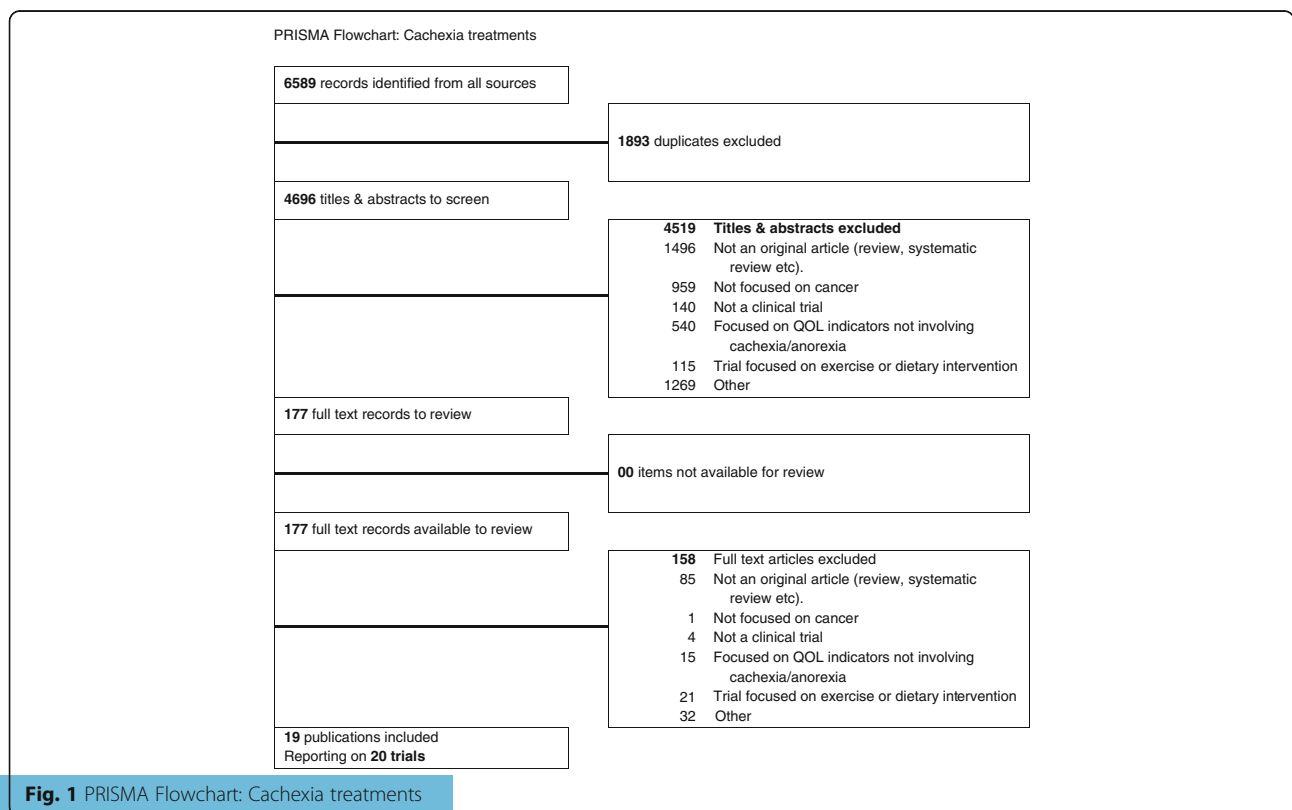 PRISMA Flowchart: Cachexia treatments
6589 records identified from all sources
1893 duplicates excluded
4696 titles & abstracts to screen
4519 Titles & abstracts excluded
1496 Not an original article (review, systematic
review etc).
959 Not focused on cancer
140 Not a clinical trial
540 Focused on QOL indicators not involving
cachexia/anorexia
115 Trial focused on exercise or dietary intervention
1269 Other
177 full text records to review
00 items not available for review
177 full text records available to review
158 Full text articles excluded
85 Not an original article (review, systematic
review etc).
1 Not focused on cancer
4 Not a clinical trial
15 Focused on QOL indicators not involving
cachexia/anorexia
21 Trial focused on exercise or dietary intervention
32 Other
19 publications included
Reporting on 20 trials
Fig. 1 PRISMA Flowchart: Cachexia treatments